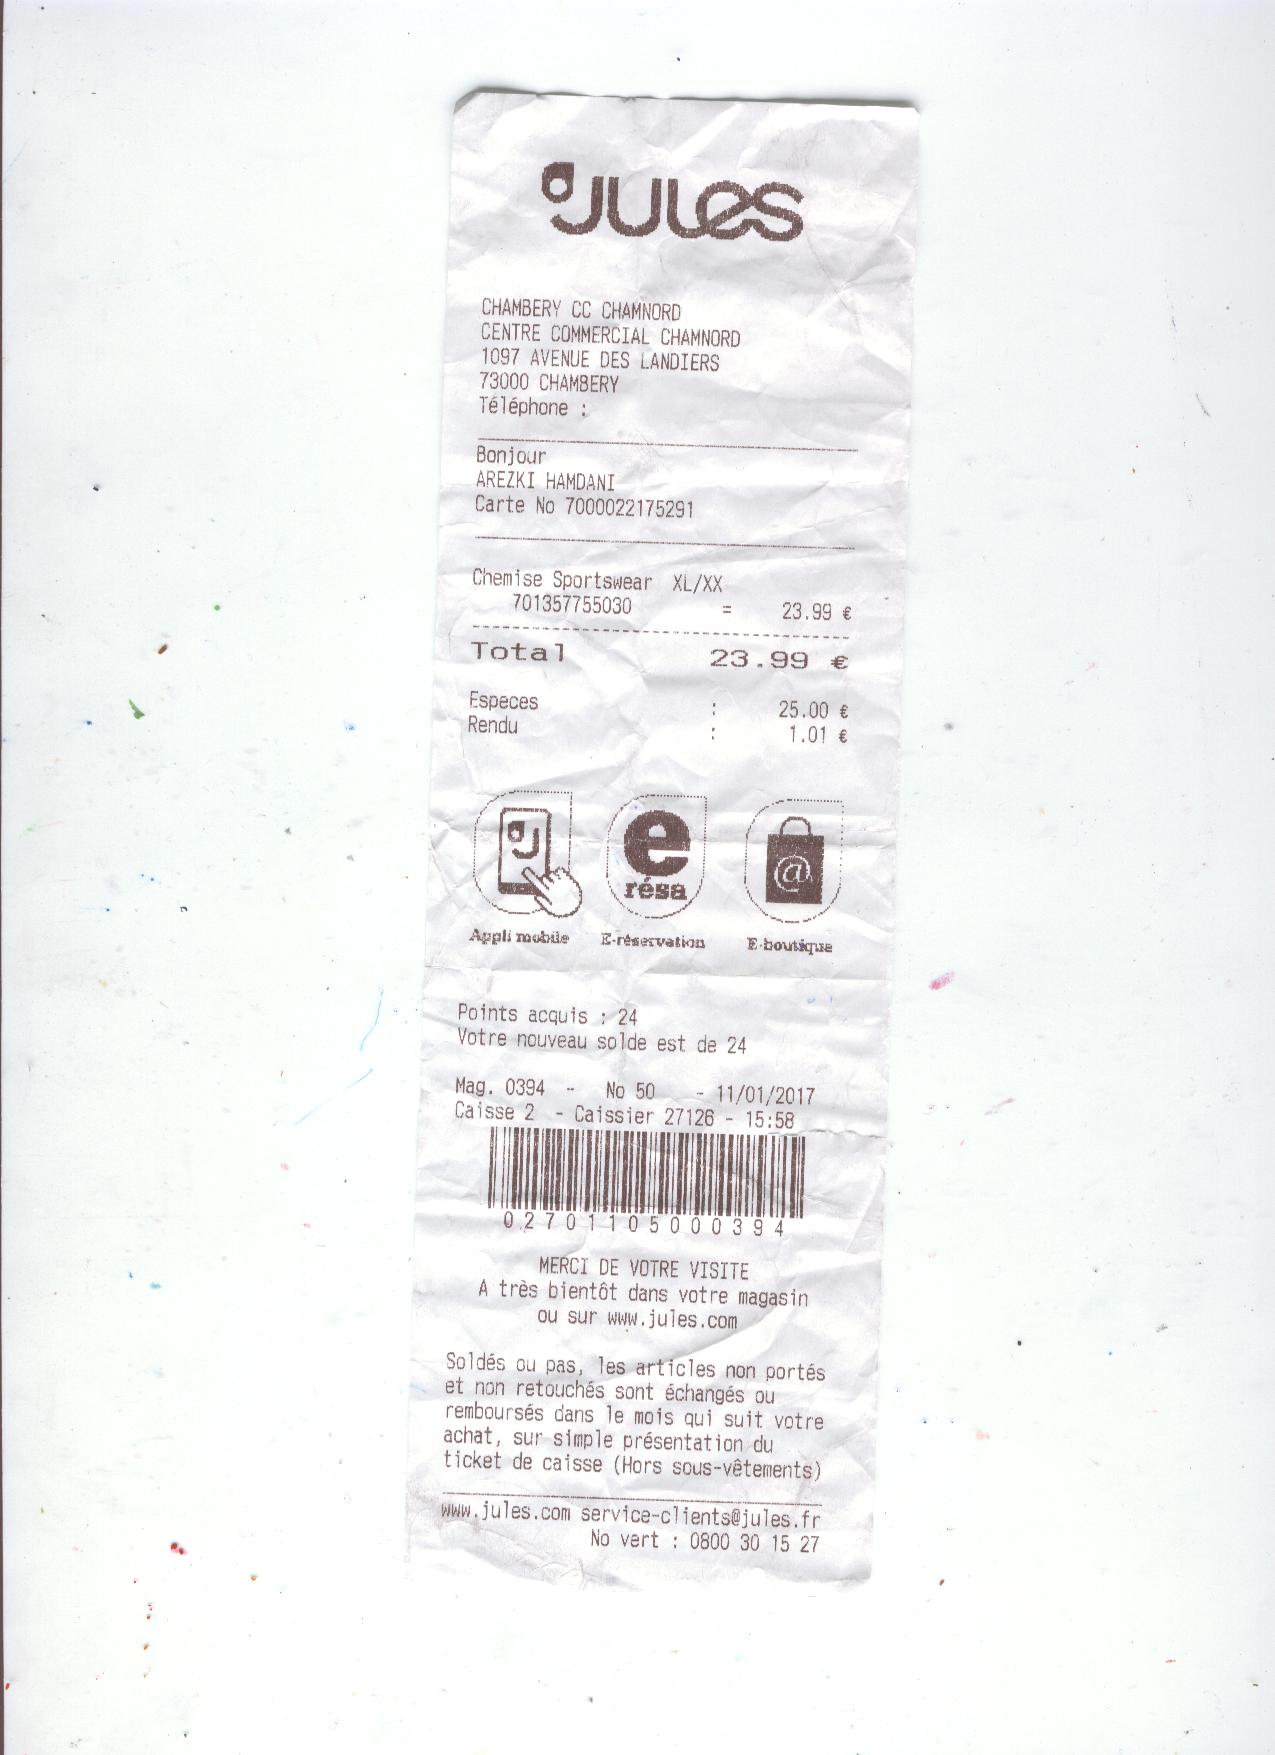 JULES
CHAMBERY CC CHAMNORD
CENTRE COMMERCIAL CHAMNORD
1097 AVENUE DES LANDIERS
73000 CHAMBERY
Téléphone :
Bonjour
AREZKI HAMDANI
Carte No 7000022175291
Chemise Sportswear XL/XX
701357755030 = 23.99 €
Total 23.99 €
Especes : 25.00 €
Rendu : 1.01 €
J e résa @
Appli mobile E-réservation E-boutique
Points acquis : 24
Votre nouveau solde est de 24
Mag. 0394 - No 50 - 11/01/2017
Caisse 2 - Caissier 27126 - 15:58
02701105000394
MERCI DE VOTRE VISITE
A très bientôt dans votre magasin
ou sur www.jules.com
Soldés ou pas, les articles non portés
et non retouchés sont échangés ou
remboursés dans le mois qui suit votre
achat, sur simple présentation du
ticket de caisse (Hors sous-vêtements)
www.jules.com service-clients@jules.fr
No vert : 0800 30 15 27